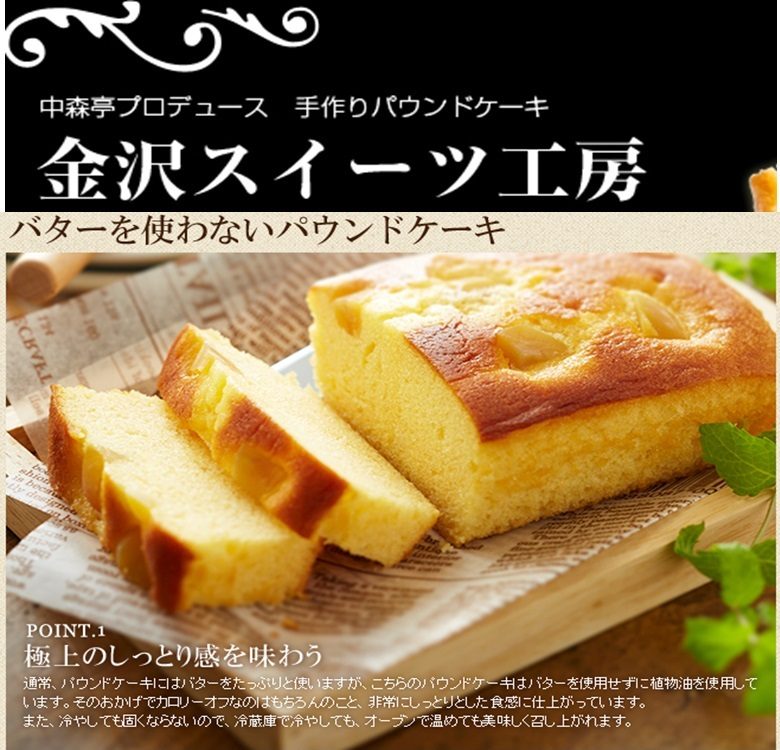 中森亭プロデュース　手作りパウンドケーキ
金沢スイーツ工房
バターを使わないパウンドケーキ
POINT.1
極上のしっとり感を味わう
通常、パウンドケーキにはバターをたっぷりと使いますが、こちらのパウンドケーキはバターを使用せずに植物油を使用して
います。そのおかげでカロリーオフなのはもちろんのこと、非常にしっとりとした食感に仕上がっています。
また、冷やしても固くならないので、冷蔵庫で冷やしても、オーブンで温めても美味しく召し上がれます。